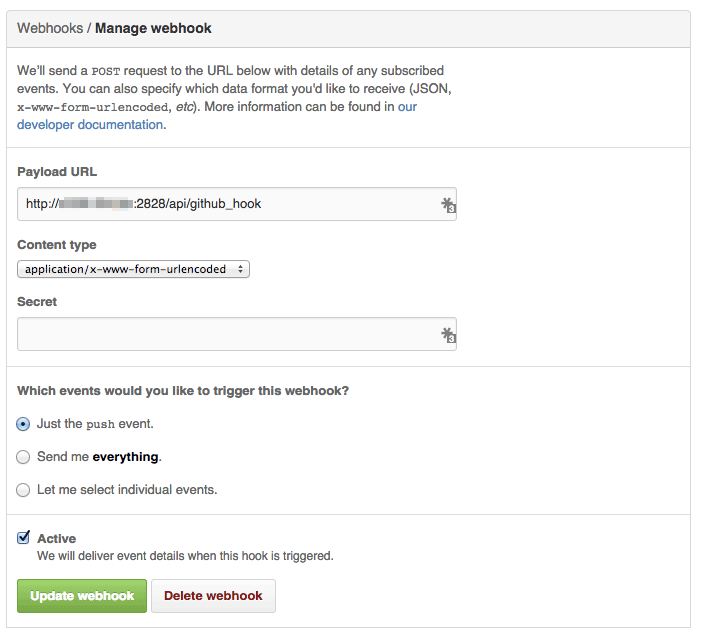 Webhooks / Manage webhook
We'll send a POST request to the URL below with details of any subscribed
events. You can also specify which data format you'd like to receive (JSON,
x-www-form-urlencoded, etc). More information can be found in our
developer documentation.
Payload URL
http:// :2828/api/github_hook
Content type
application/x-www-form-urlencoded
Secret
Which events would you like to trigger this webhook?
Just the push event.
Send me everything.
Let me select individual events.
Active
We will deliver event details when this hook is triggered.
Update webhook Delete webhook